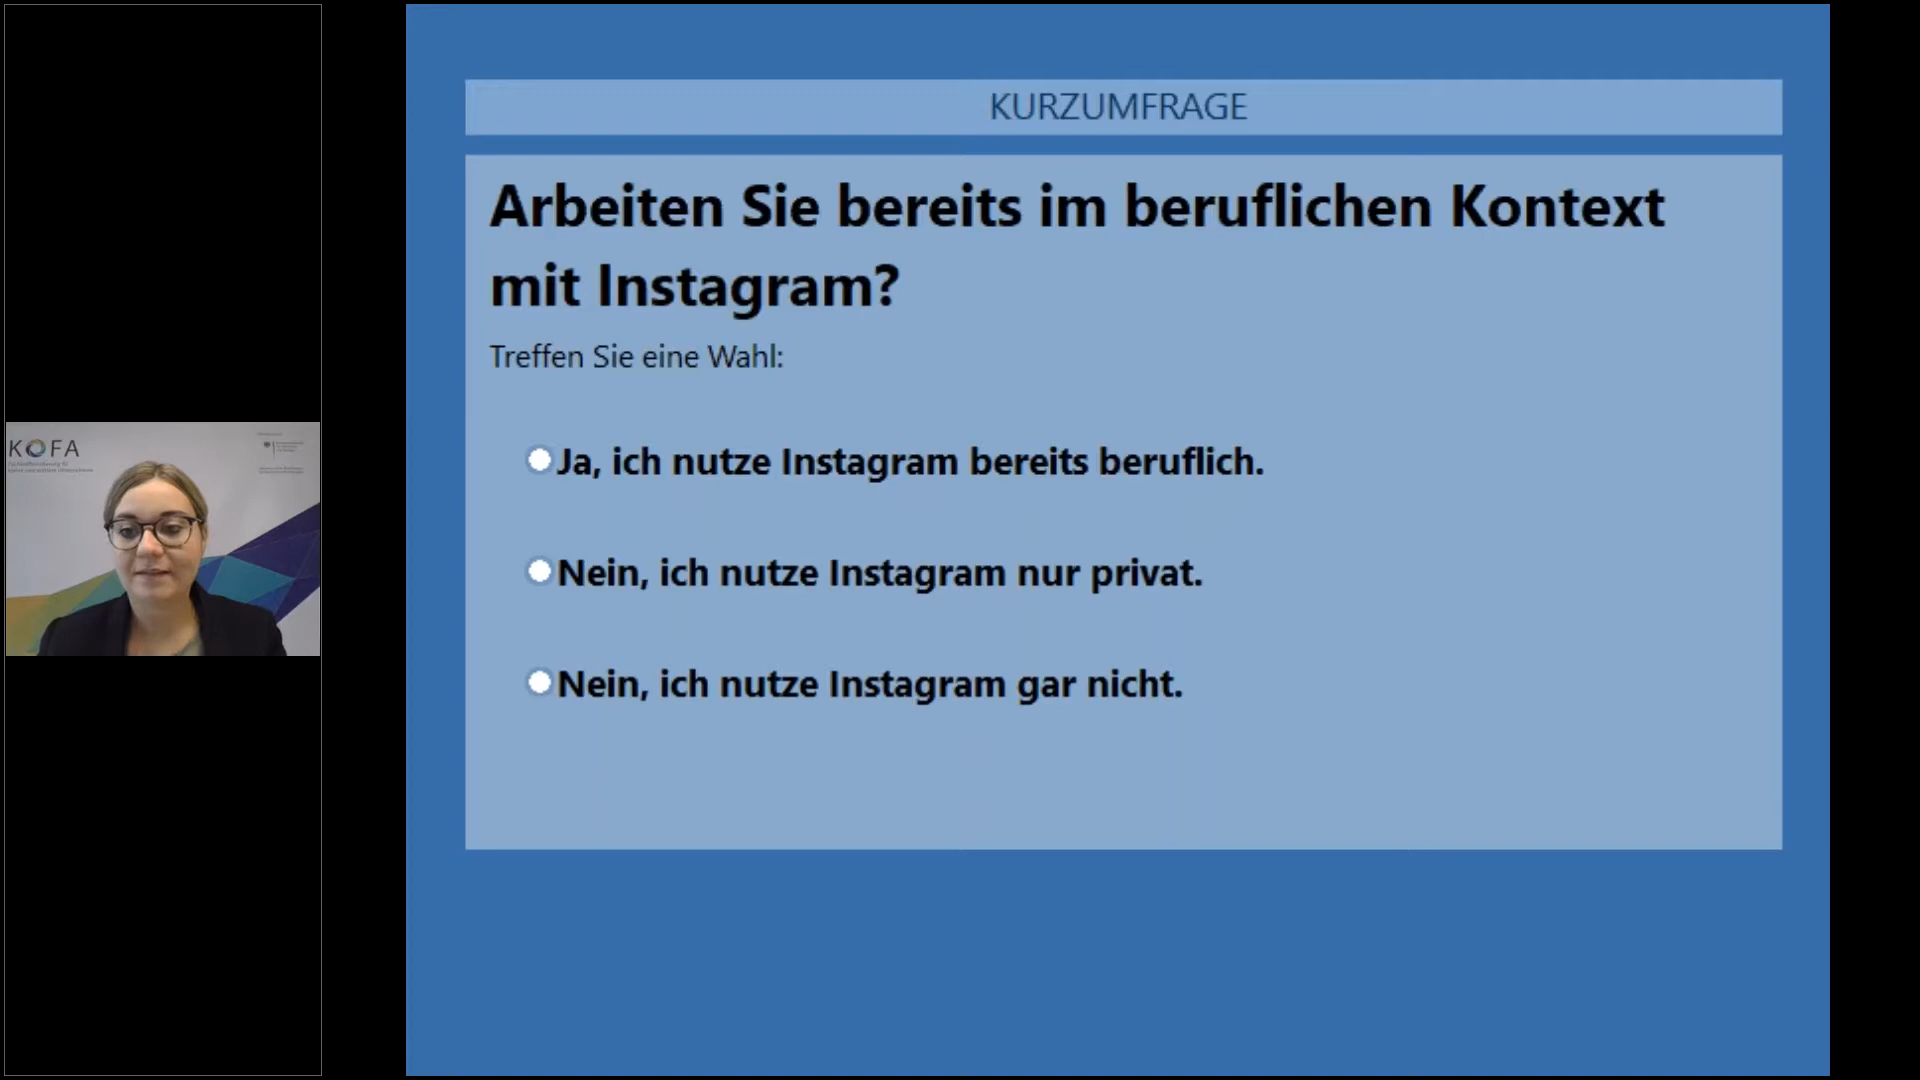 KOFA
KURZUMFRAGE
Arbeiten Sie bereits im beruflichen Kontext
mit Instagram?
Treffen Sie eine Wahl:
Ja, ich nutze Instagram bereits beruflich.
Nein, ich nutze Instagram nur privat.
Nein, ich nutze Instagram gar nicht.